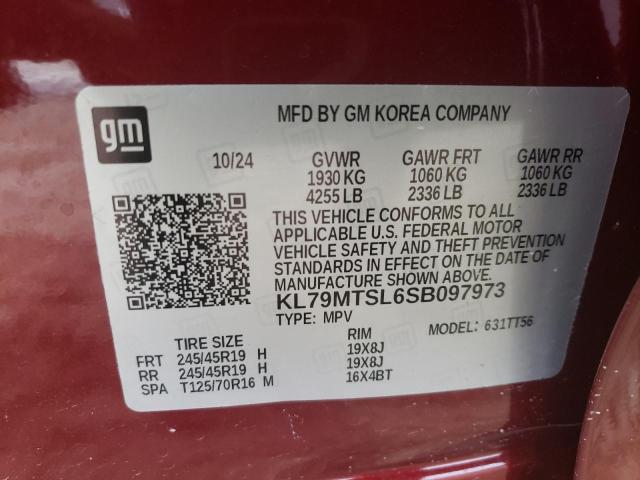 gm
MFD BY GM KOREA COMPANY
10/24 GVWR GAWR FRT GAWR RR
1930 KG 1060 KG 1060 KG
4255 LB 2336 LB 2336 LB
THIS VEHICLE CONFORMS TO ALL
APPLICABLE U.S. FEDERAL MOTOR
VEHICLE SAFETY AND THEFT PREVENTION
STANDARDS IN EFFECT ON THE DATE OF
MANUFACTURE SHOWN ABOVE.
KL79MTSL6SB097973
TYPE: MPV MODEL: 631TT56
TIRE SIZE RIM
FRT 245/45R19 H 19X8J
RR 245/45R19 H 19X8J
SPA T125/70R16 M 16X4BT